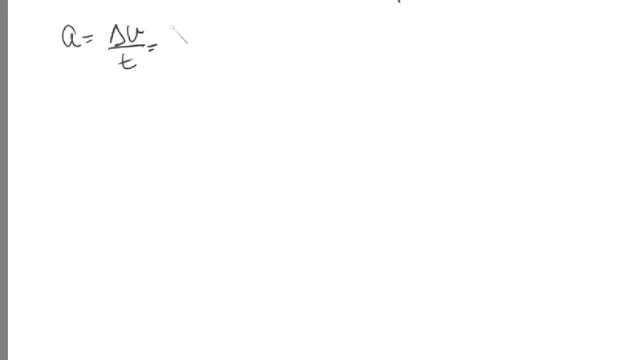 a = Δv/t =